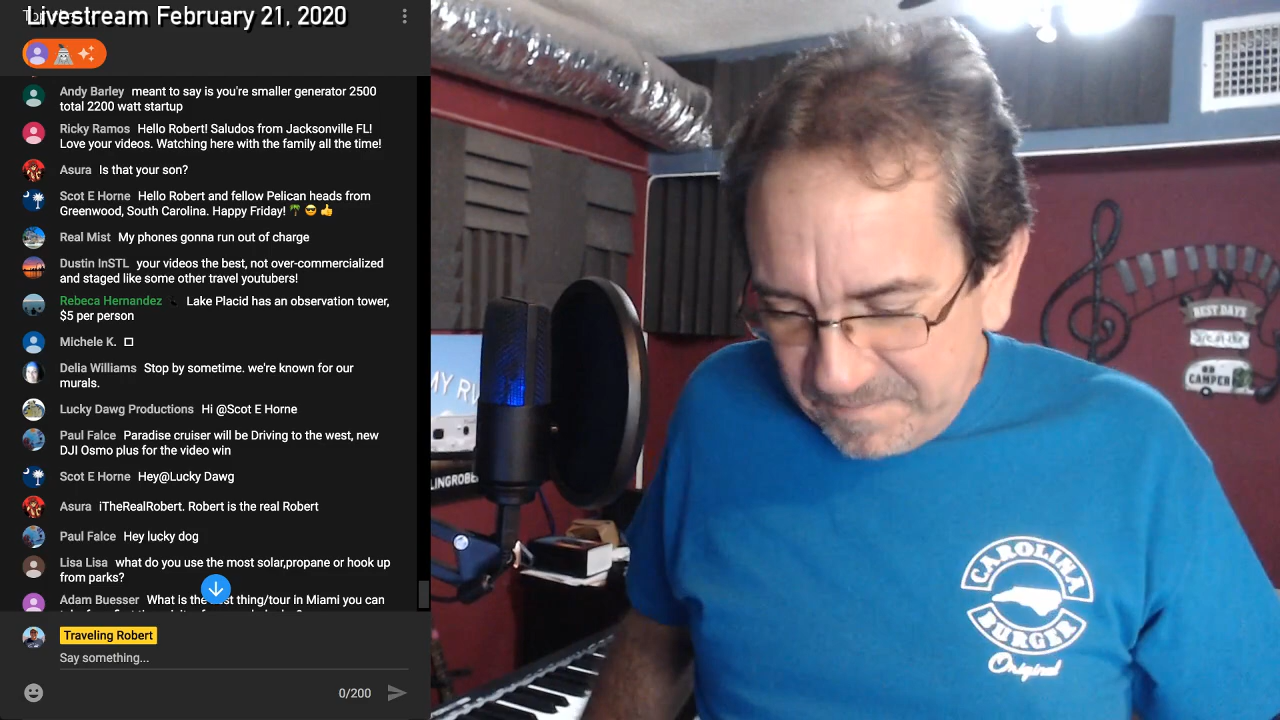 Livestream February 21, 2020
Andy Barley meant to say is you're smaller generator 2500
total 2200 watt startup
Ricky Ramos Hello Robert! Saludos from Jacksonville FL!
Love your videos. Watching here with the family all the time!
Asura Is that your son?
Scot E Horne Hello Robert and fellow Pelican heads from
Greenwood, South Carolina. Happy Friday! 🌴 😎 👍
Real Mist My phones gonna run out of charge
Dustin InSTL your videos the best, not over-commercialized
and staged like some other travel youtubers!
Rebeca Hernandez Lake Placid has an observation tower,
$5 per person
Michele K.
Delia Williams Stop by sometime. we're known for our
murals.
Lucky Dawg Productions Hi @Scot E Horne
Paul Falce Paradise cruiser will be Driving to the west, new
DJI Osmo plus for the video win
Scot E Horne Hey@Lucky Dawg
Asura iTheRealRobert. Robert is the real Robert
Paul Falce Hey lucky dog
Lisa Lisa what do you use the most solar,propane or hook up
from parks?
Adam Buesser What is the best thing/tour in Miami you can
Traveling Robert
Say something...
0/200
MY RV
LINGROBE
BEST DAYS
CAMPER
CAROLINA
BURGER
Original